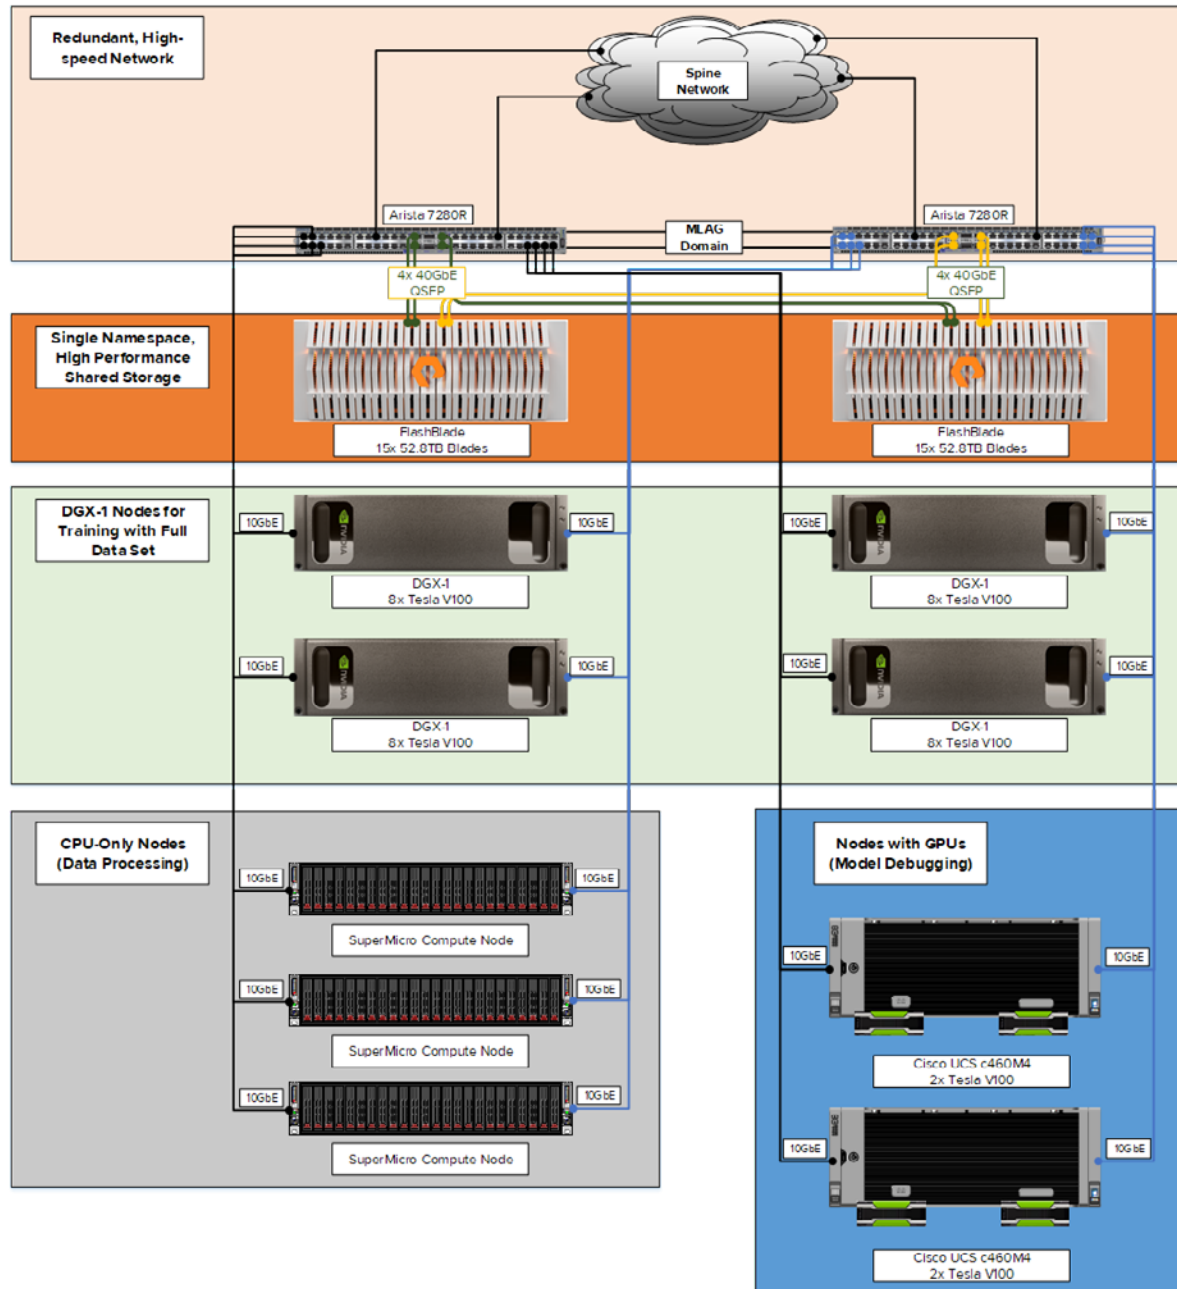 Redundant, High-
speed Network
Spine
Network
Arista 7280R
Arista 7280R
MLAG
Domain
4x 40GbE
QSFP
4x 40GbE
QSFP
Single Namespace,
High Performance
Shared Storage
FlashBlade
15x 52.8TB Blades
FlashBlade
15x 52.8TB Blades
DGX-1 Nodes for
Training with Full
Data Set
10GbE
10GbE
10GbE
10GbE
NVIDIA
NVIDIA
DGX-1
8x Tesla V100
DGX-1
8x Tesla V100
10GbE
10GbE
10GbE
10GbE
NVIDIA
NVIDIA
DGX-1
8x Tesla V100
DGX-1
8x Tesla V100
CPU-Only Nodes
(Data Processing)
10GbE
10GbE
SuperMicro Compute Node
10GbE
10GbE
SuperMicro Compute Node
10GbE
10GbE
SuperMicro Compute Node
Nodes with GPUs
(Model Debugging)
10GbE
10GbE
Cisco UCS c460M4
2x Tesla V100
10GbE
10GbE
Cisco UCS c460M4
2x Tesla V100